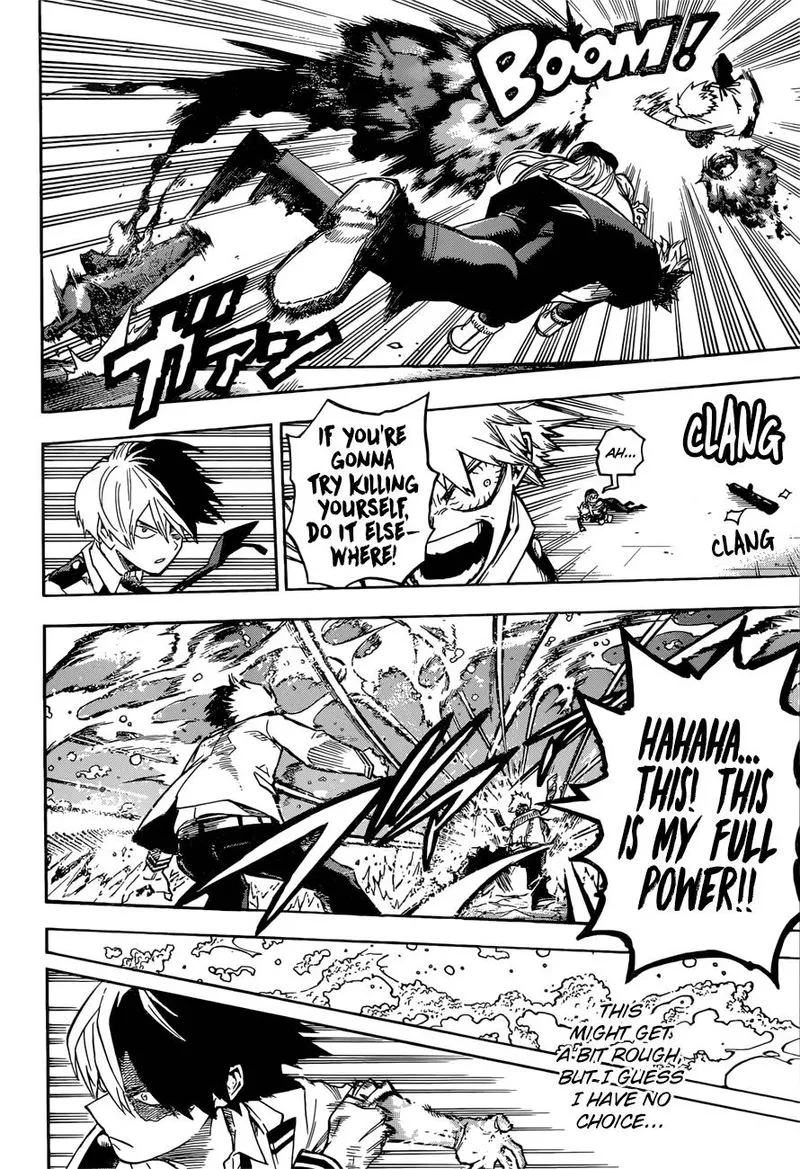 BOOM!
ガァン
CLANG
CLANG
AH...
IF YOU'RE
GONNA
TRY KILLING
YOURSELF,
DO IT ELSE-
WHERE!
HAHAHA...
THIS! THIS
IS MY FULL
POWER!!
THIS
MIGHT GET
A BIT ROUGH,
BUT I GUESS
I HAVE NO
CHOICE...